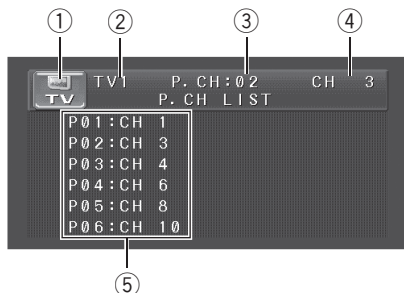 ① ② ③ ④
TV1 P.CH:02 CH 3
TV P.CH LIST
P01:CH 1
P02:CH 3
P03:CH 4
P04:CH 6
P05:CH 8
P06:CH 10
⑤